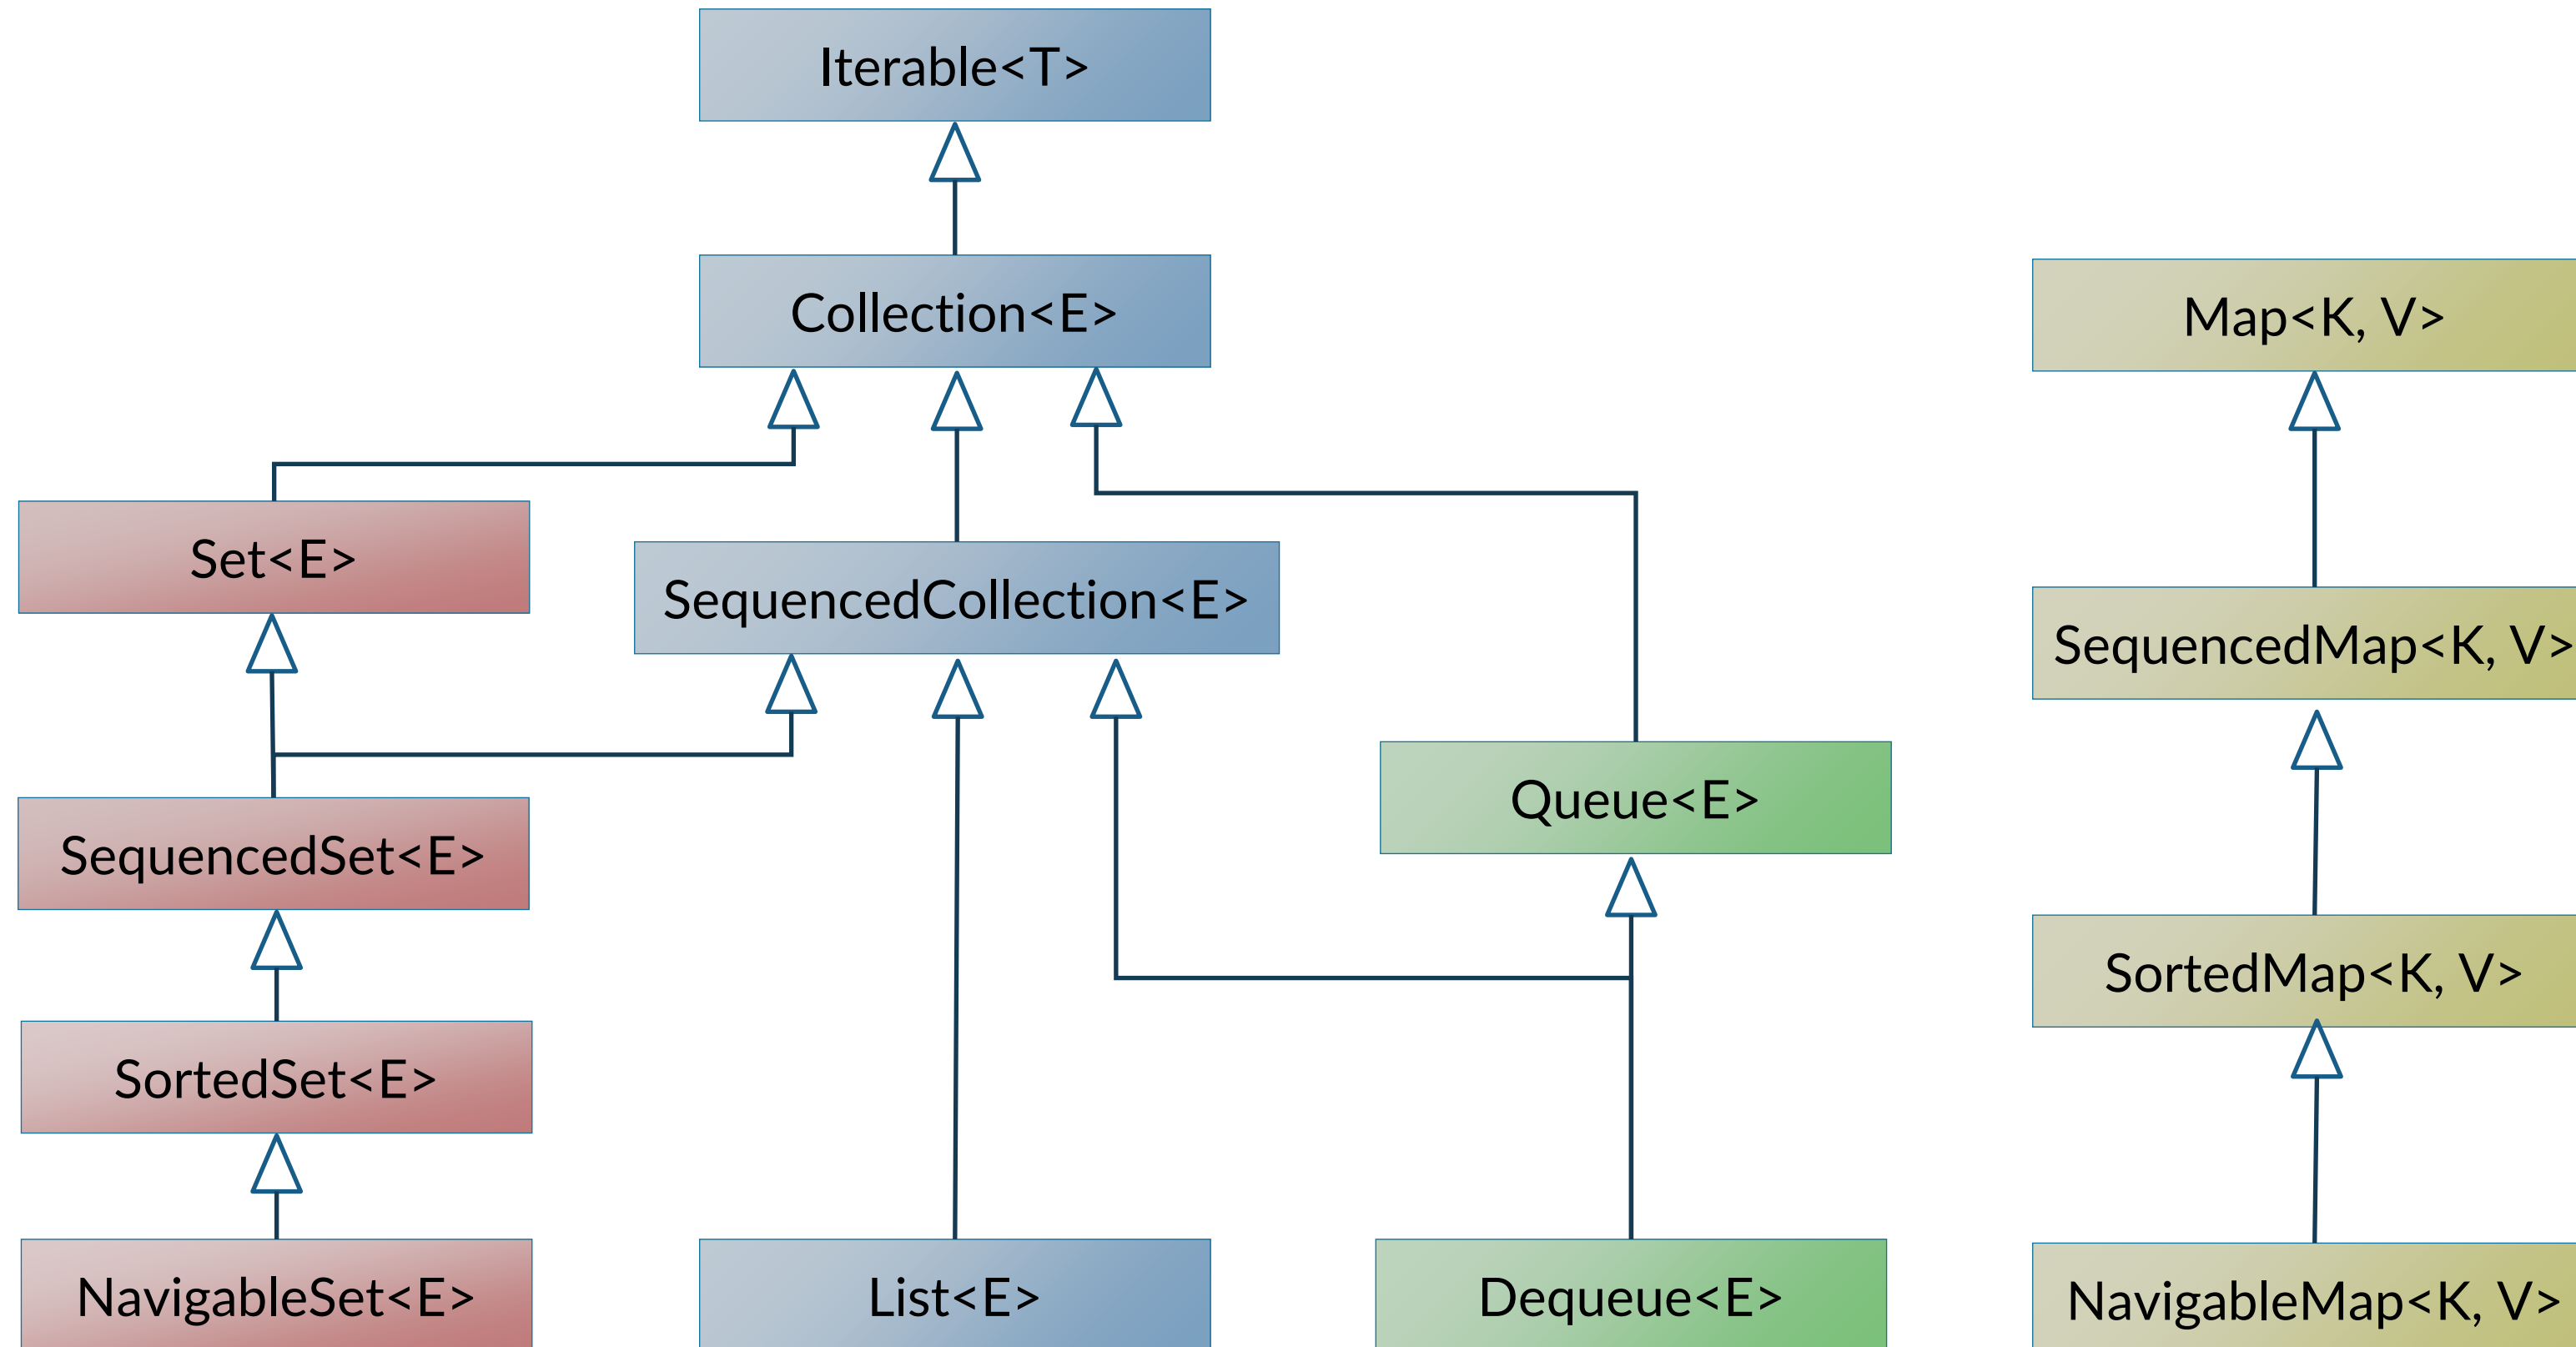 Iterable<T>
Collection<E>
Map<K, V>
Set<E>
SequencedCollection<E>
SequencedMap<K, V>
Queue<E>
SequencedSet<E>
SortedMap<K, V>
SortedSet<E>
NavigableSet<E>
List<E>
Dequeue<E>
NavigableMap<K, V>